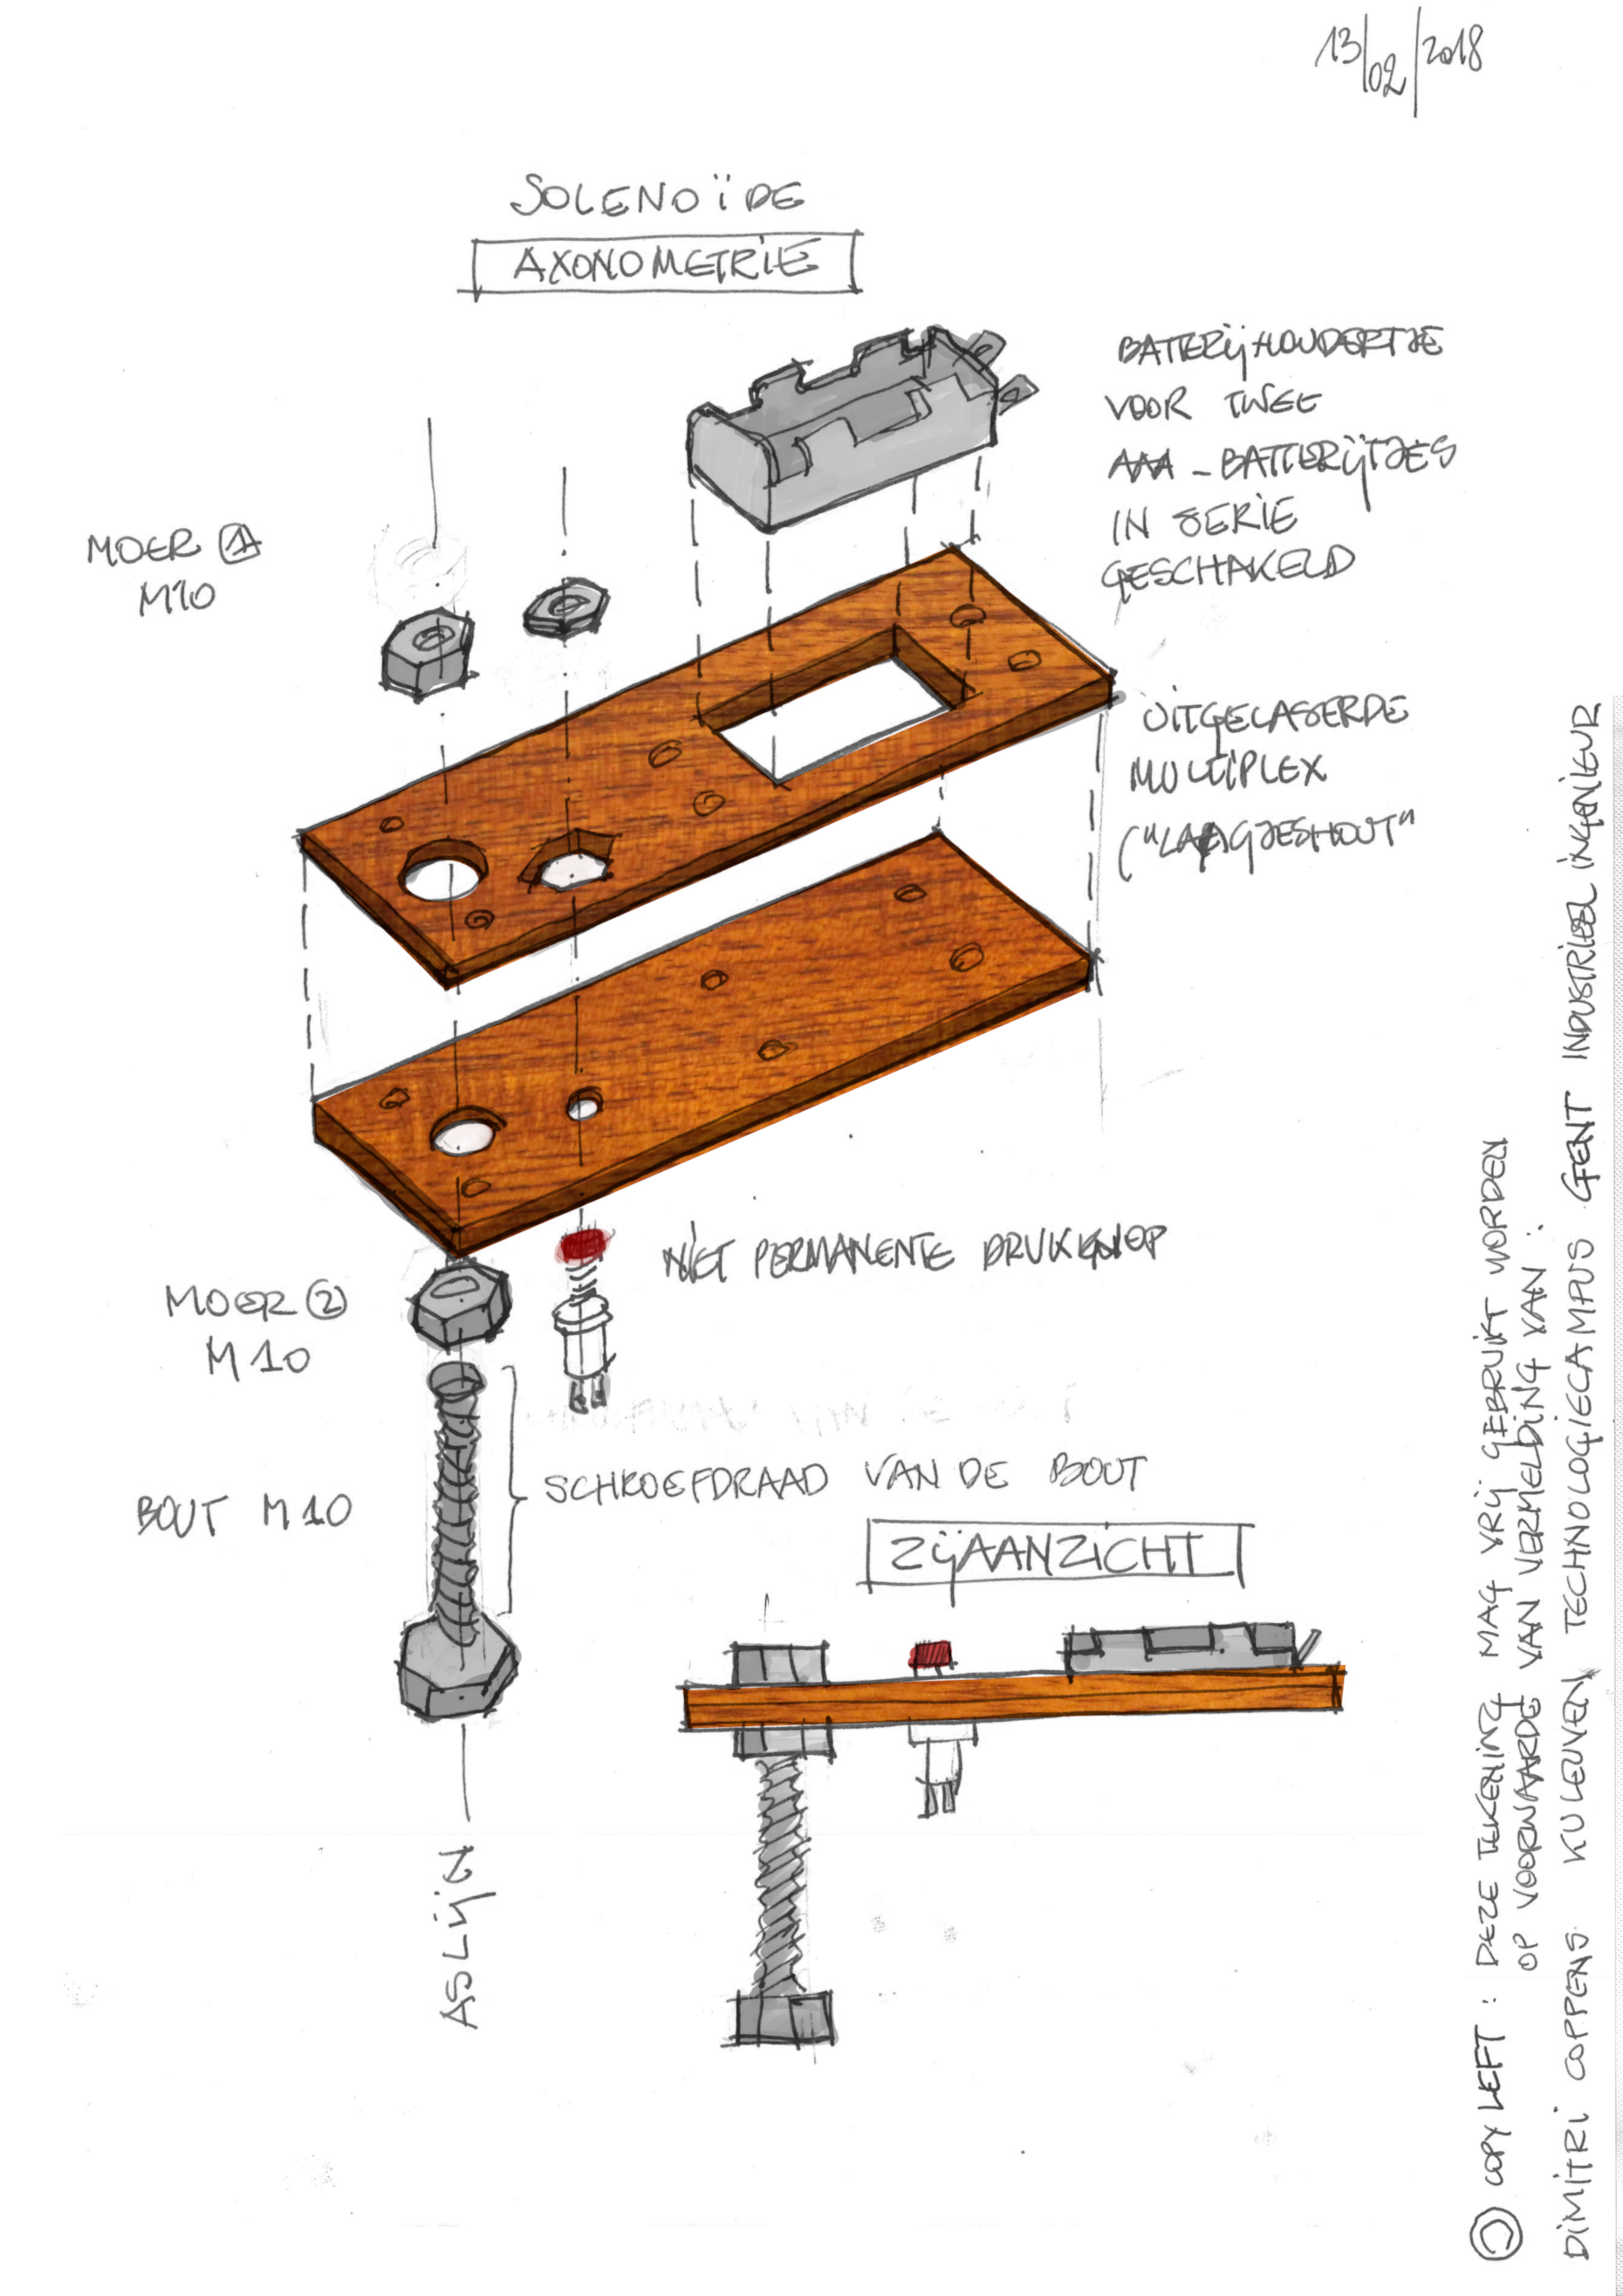 13/02/2018
SOLENOÏDE
AXONOMETRIE
BATTERIJHOUDERTJE
VOOR TWEE
AAA-BATTERIJTJES
IN SERIE
GESCHAKELD
MOER 1
M10
UITGELASERDE
MULTIPLEX
("LAAGJESHOUT"
NIET PERMANENTE DRUKKNOP
MOER 2
M10
BOUT M10
SCHROEFDRAAD VAN DE BOUT
ZIJAANZICHT
ASLIJN
© COPYLEFT : DEZE TEKENING MAG VRIJ GEBRUIKT WORDEN
OP VOORWAARDE VAN VERMELDING VAN :
DIMITRI COPPENS KU LEUVEN TECHNOLOGIECAMPUS GENT INDUSTRIEEL INGENIEUR